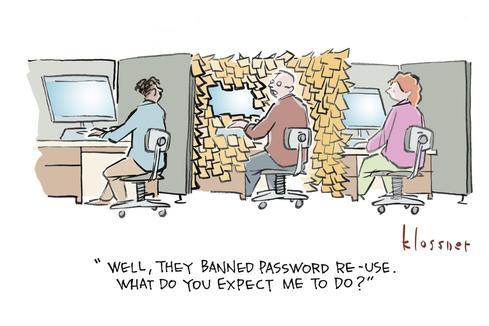 klossner
"WELL, THEY BANNED PASSWORD RE-USE.
WHAT DO YOU EXPECT ME TO DO?"